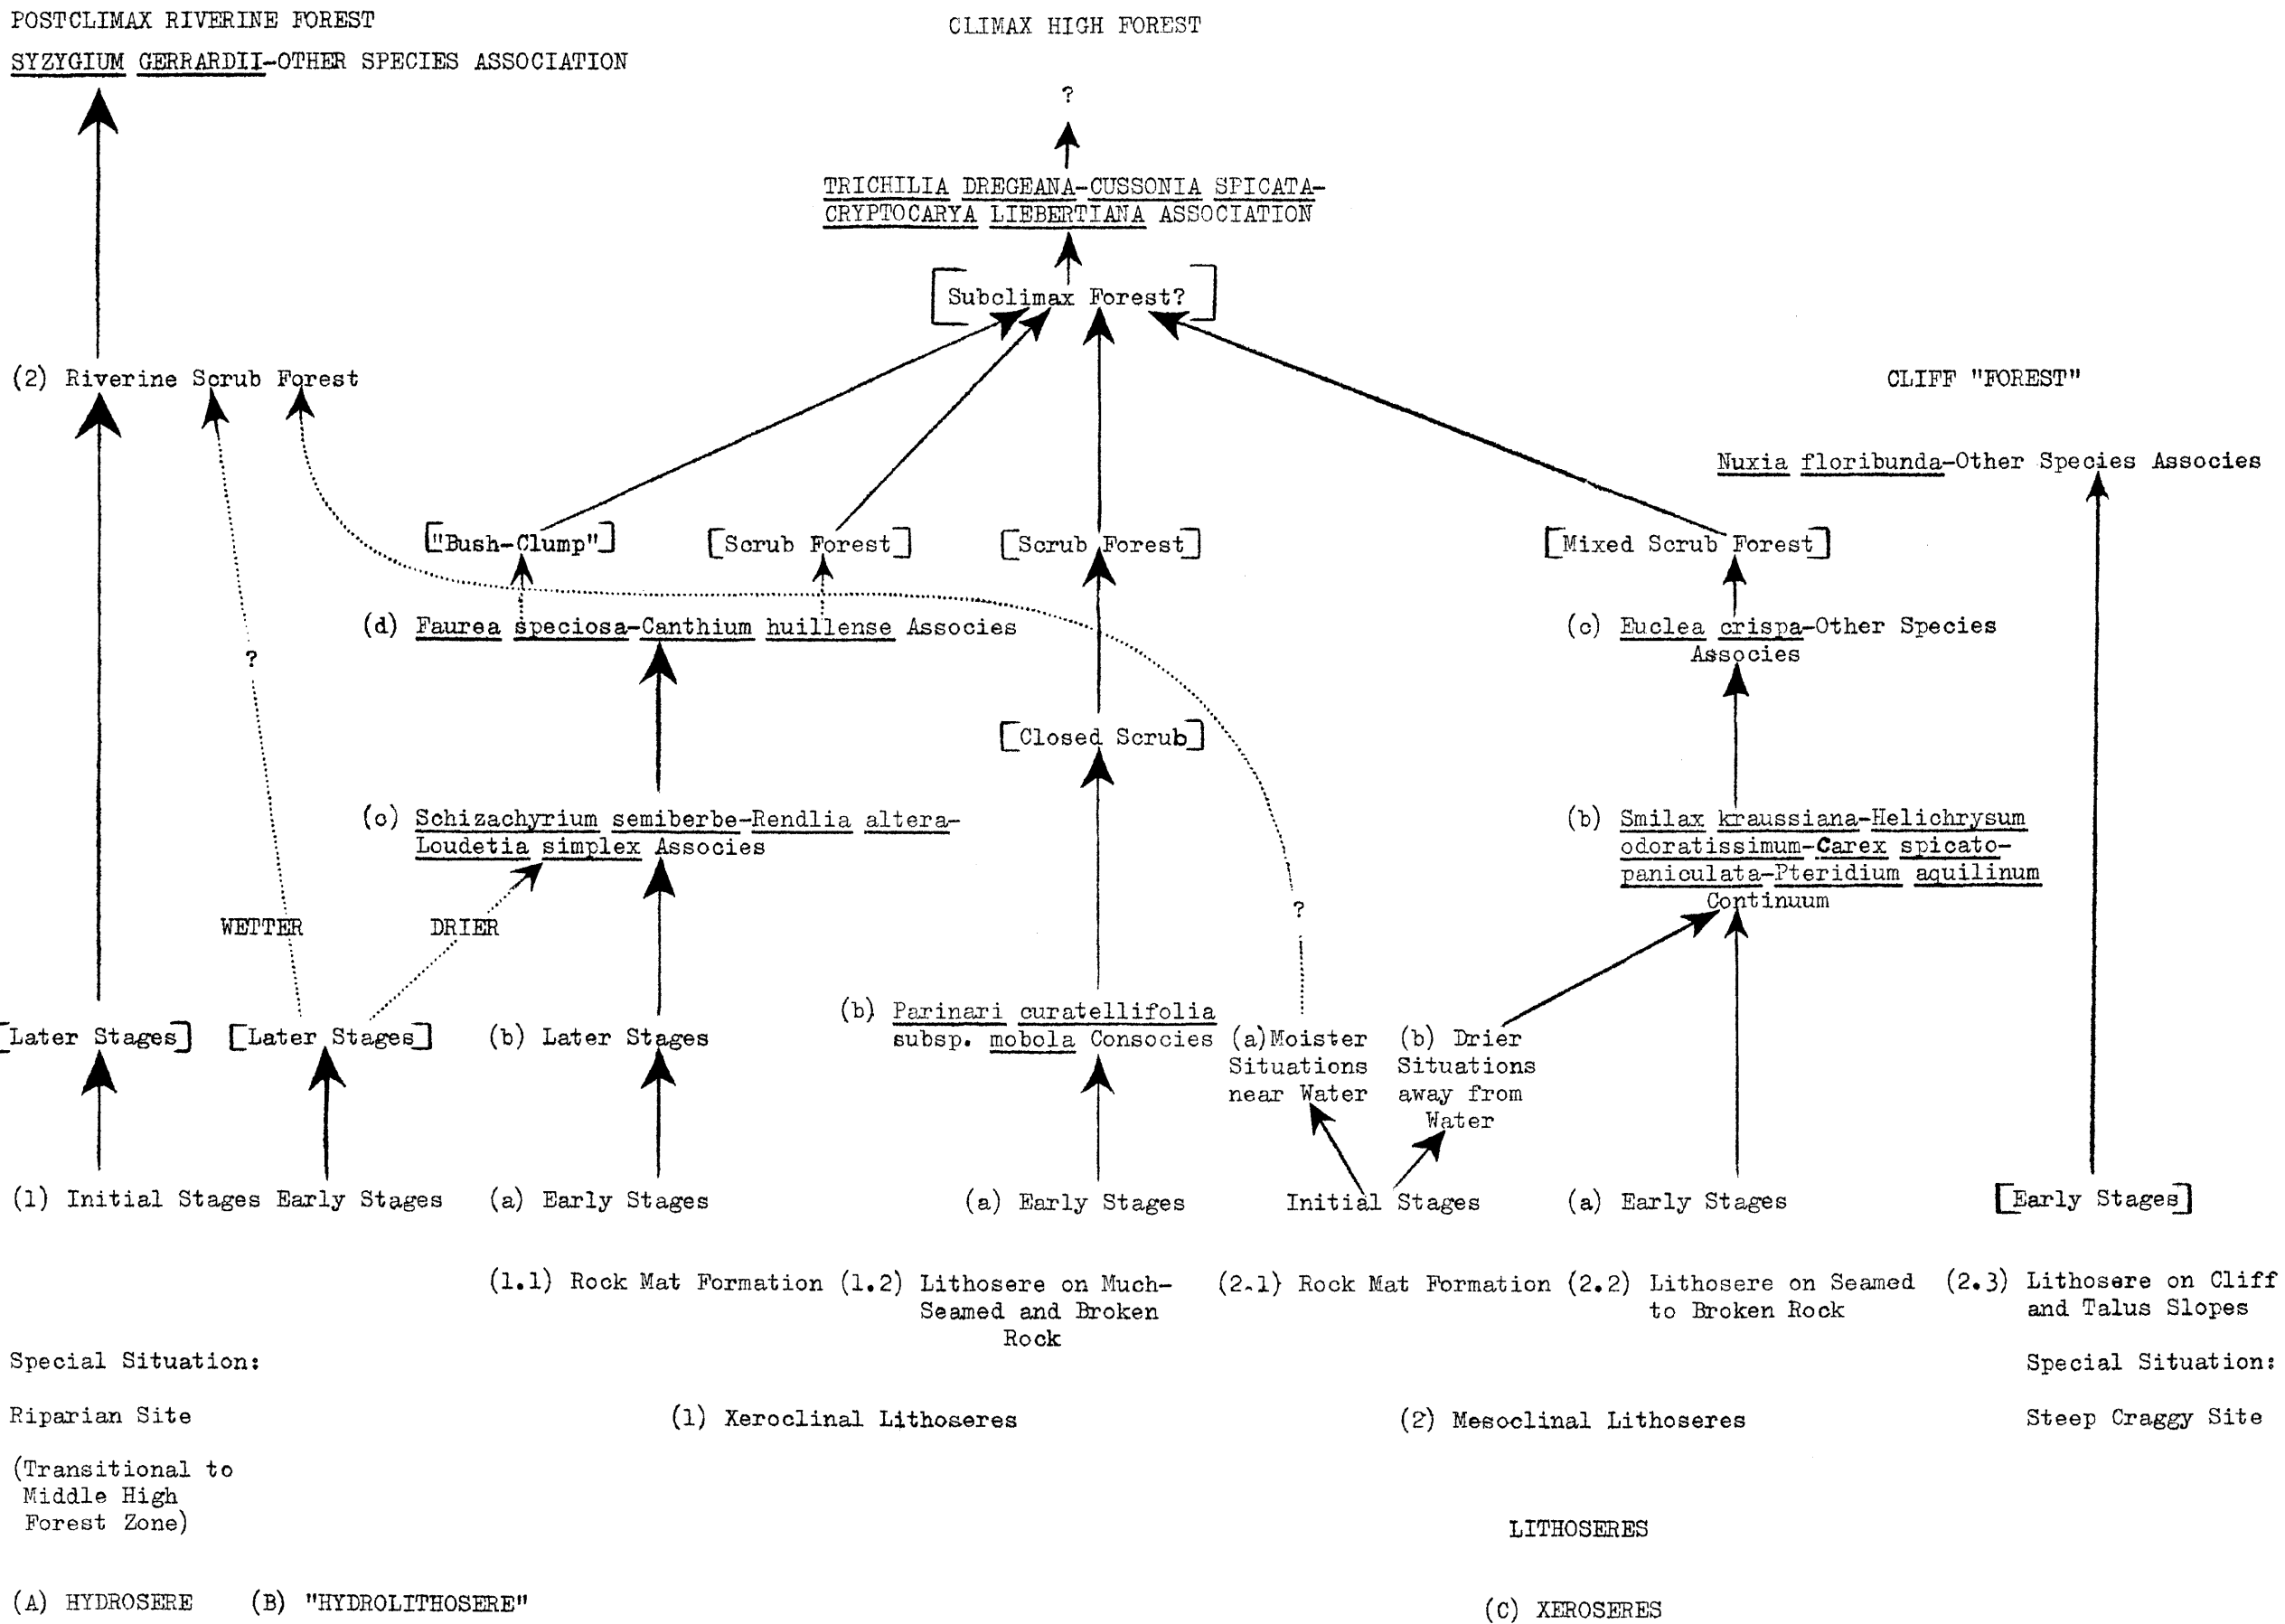 POSTCLIMAX RIVERINE FOREST
CLIMAX HIGH FOREST
SYZYGIUM GERRARDII-OTHER SPECIES ASSOCIATION
?
TRICHILIA DREGEANA-CUSSONIA SPICATA-
CRYPTOCARYA LIEBERTIANA ASSOCIATION
[Subclimax Forest?]
(2) Riverine Scrub Forest
CLIFF "FOREST"
Nuxia floribunda-Other Species Associes
["Bush-Clump"]
[Scrub Forest]
[Scrub Forest]
[Mixed Scrub Forest]
(d) Faurea speciosa-Canthium huillense Associes
(c) Euclea crispa-Other Species
Associes
?
[Closed Scrub]
(c) Schizachyrium semiberbe-Rendlia altera-
Loudetia simplex Associes
(b) Smilax kraussiana-Helichrysum
odoratissimum-Carex spicato-
paniculata-Pteridium aquilinum
Continuum
?
WETTER
DRIER
[Later Stages]
[Later Stages]
(b) Later Stages
(b) Parinari curatellifolia
subsp. mobola Consocies
(a)Moister
Situations
near Water
(b) Drier
Situations
away from
Water
(1) Initial Stages
Early Stages
(a) Early Stages
(a) Early Stages
Initial Stages
(a) Early Stages
[Early Stages]
(1.1) Rock Mat Formation
(1.2) Lithosere on Much-
Seamed and Broken
Rock
(2.1) Rock Mat Formation
(2.2) Lithosere on Seamed
to Broken Rock
(2.3) Lithosere on Cliff
and Talus Slopes
Special Situation:
Special Situation:
Riparian Site
(1) Xeroclinal Lithoseres
(2) Mesoclinal Lithoseres
Steep Craggy Site
(Transitional to
Middle High
Forest Zone)
LITHOSERES
(A) HYDROSERE
(B) "HYDROLITHOSERE"
(C) XEROSERES